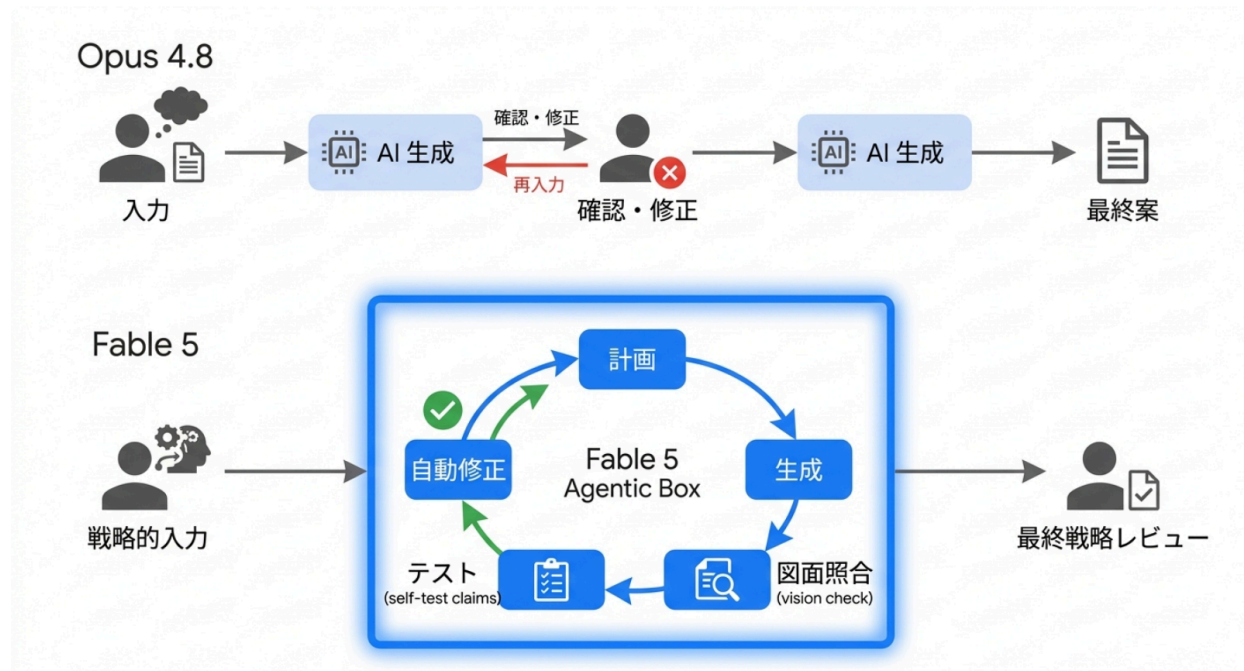 Opus 4.8
入力
AI
AI 生成
確認・修正
再入力
確認・修正
AI
AI 生成
最終案
Fable 5
戦略的入力
計画
生成
図面照合
(vision check)
テスト
(self-test claims)
自動修正
Fable 5
Agentic Box
最終戦略レビュー